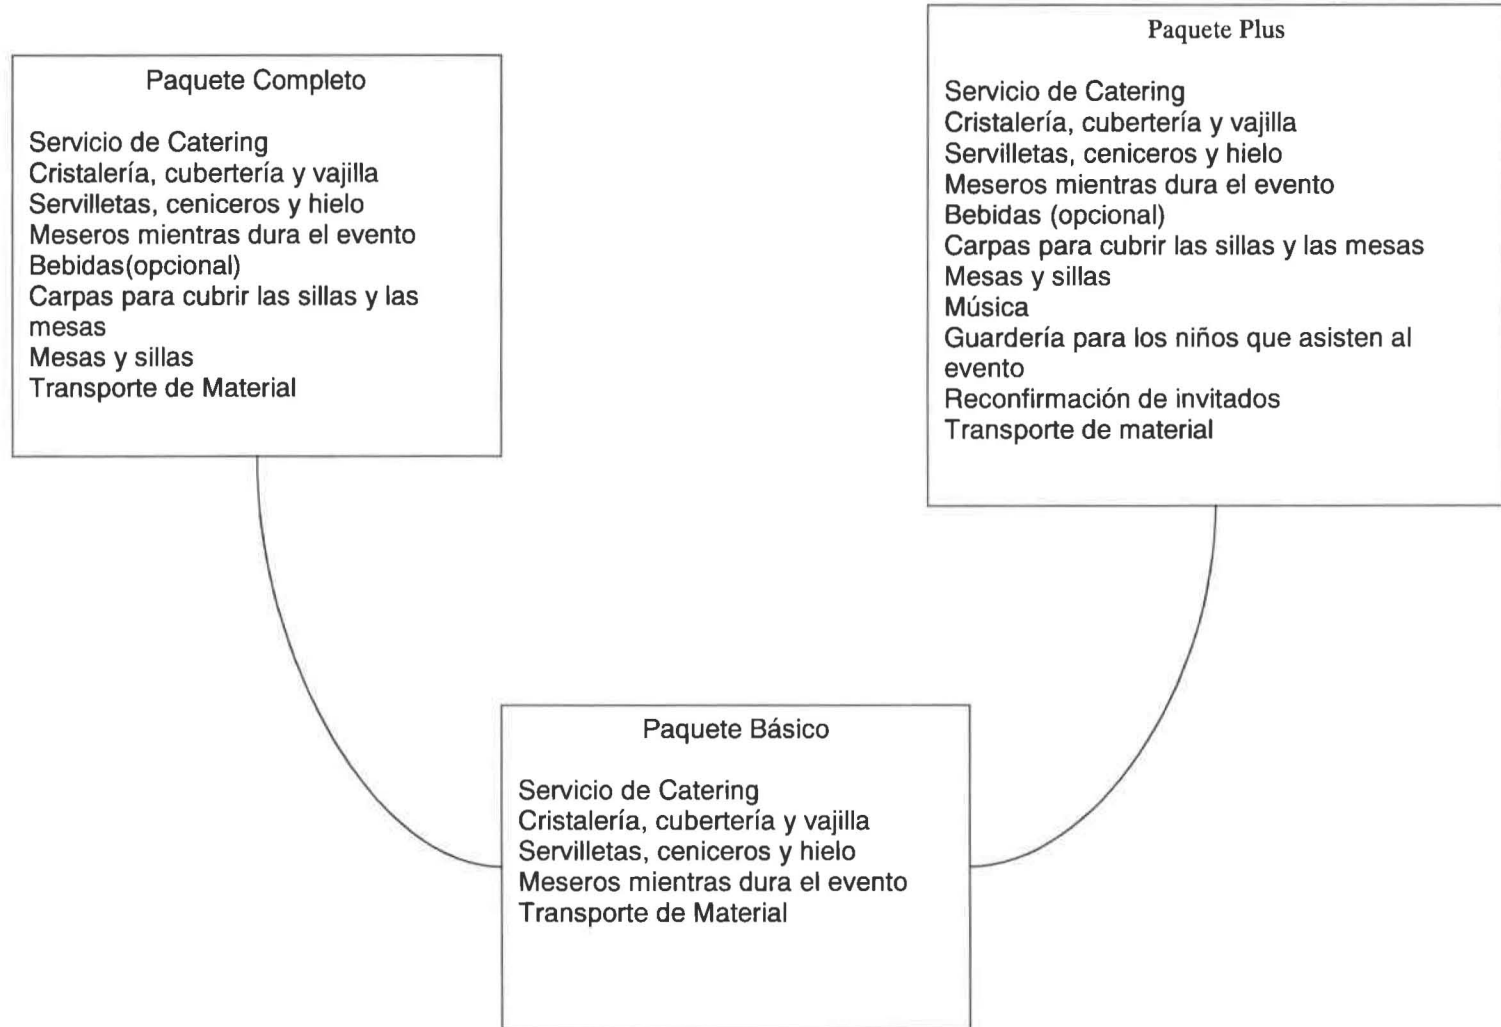 Paquete Completo
Servicio de Catering
Cristalería, cubertería y vajilla
Servilletas, ceniceros y hielo
Meseros mientras dura el evento
Bebidas(opcional)
Carpas para cubrir las sillas y las
mesas
Mesas y sillas
Transporte de Material
Paquete Plus
Servicio de Catering
Cristalería, cubertería y vajilla
Servilletas, ceniceros y hielo
Meseros mientras dura el evento
Bebidas (opcional)
Carpas para cubrir las sillas y las mesas
Mesas y sillas
Música
Guardería para los niños que asisten al
evento
Reconfirmación de invitados
Transporte de material
Paquete Básico
Servicio de Catering
Cristalería, cubertería y vajilla
Servilletas, ceniceros y hielo
Meseros mientras dura el evento
Transporte de Material